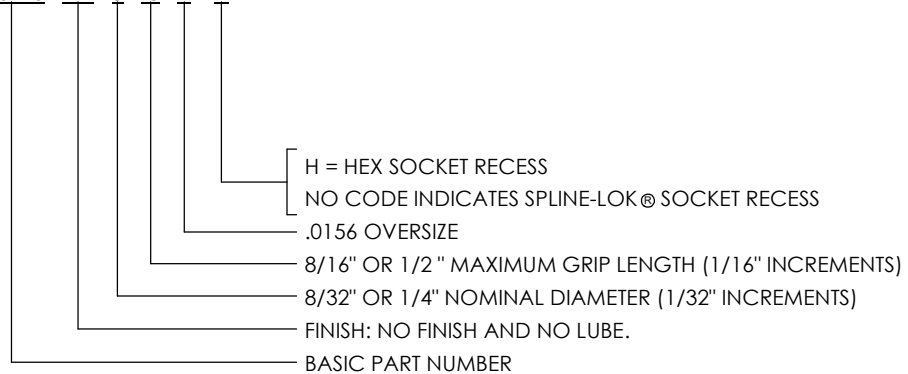 H = HEX SOCKET RECESS
NO CODE INDICATES SPLINE-LOK® SOCKET RECESS
.0156 OVERSIZE
8/16" OR 1/2 " MAXIMUM GRIP LENGTH (1/16" INCREMENTS)
8/32" OR 1/4" NOMINAL DIAMETER (1/32" INCREMENTS)
FINISH: NO FINISH AND NO LUBE.
BASIC PART NUMBER